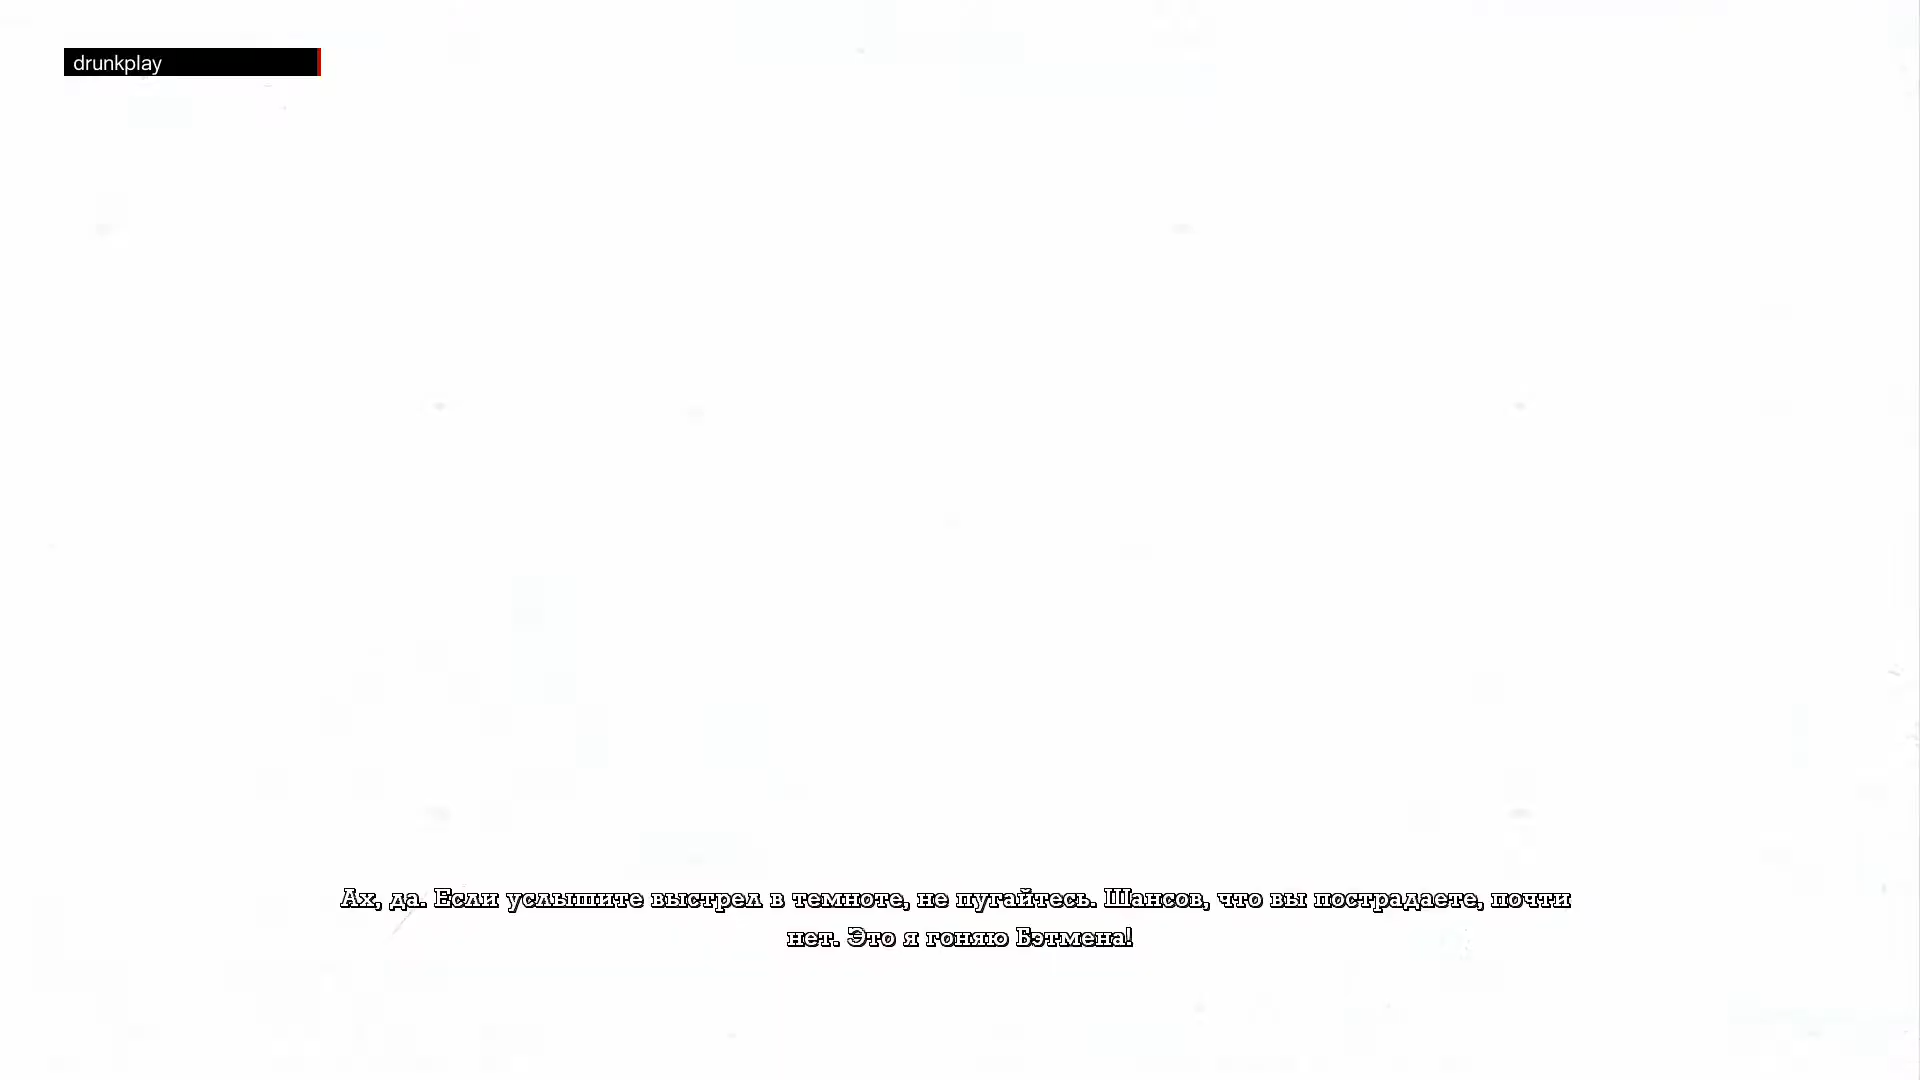 drunkplay
Ах, да. Если услышите выстрел в темноте, не пугайтесь. Шансов, что вы пострадаете, почти
нет. Это я гоняю Бэтмена!